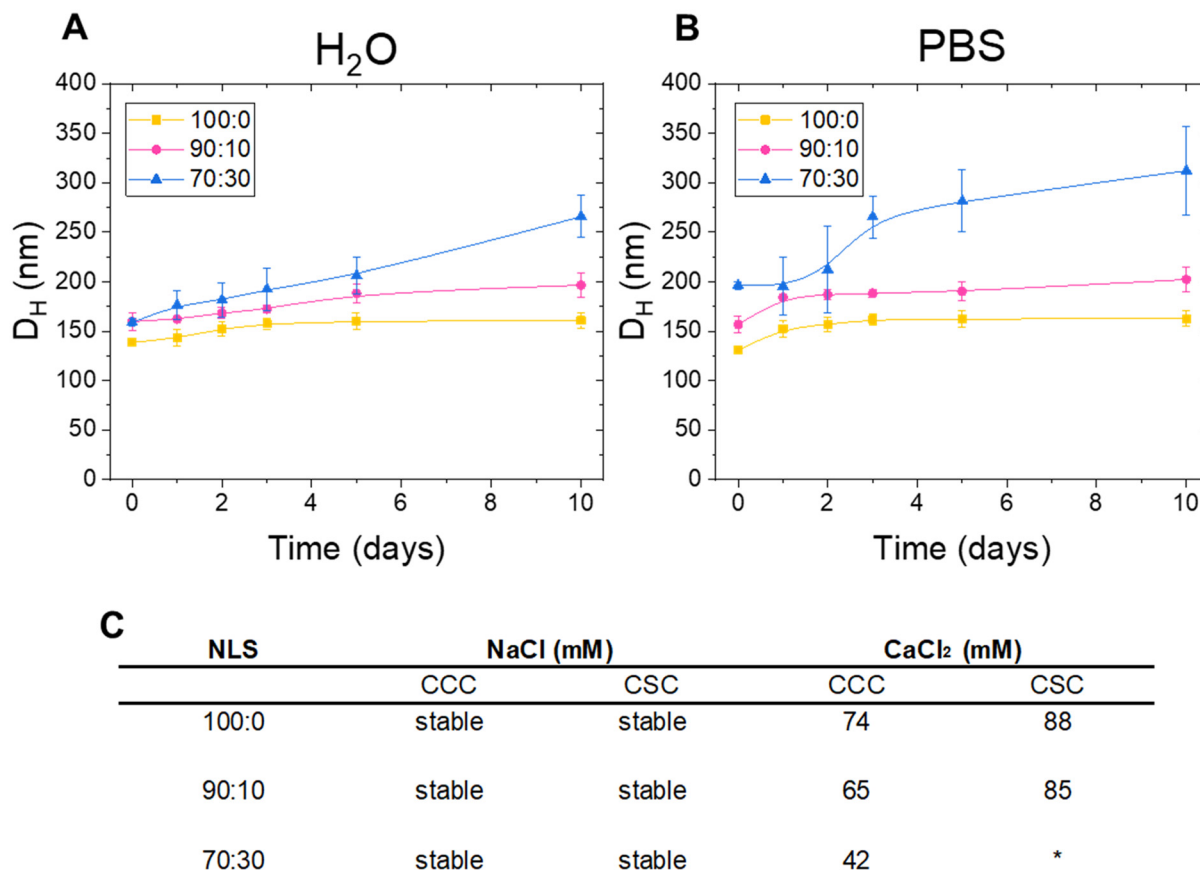 A
H₂O
400
350
300
250
200
150
100
50
0
D_H (nm)
100:0
90:10
70:30
0 2 4 6 8 10
Time (days)
B
PBS
400
350
300
250
200
150
100
50
0
D_H (nm)
100:0
90:10
70:30
0 2 4 6 8 10
Time (days)
C
NLS NaCl (mM) CaCl₂ (mM)
CCC CSC CCC CSC
100:0 stable stable 74 88
90:10 stable stable 65 85
70:30 stable stable 42 *